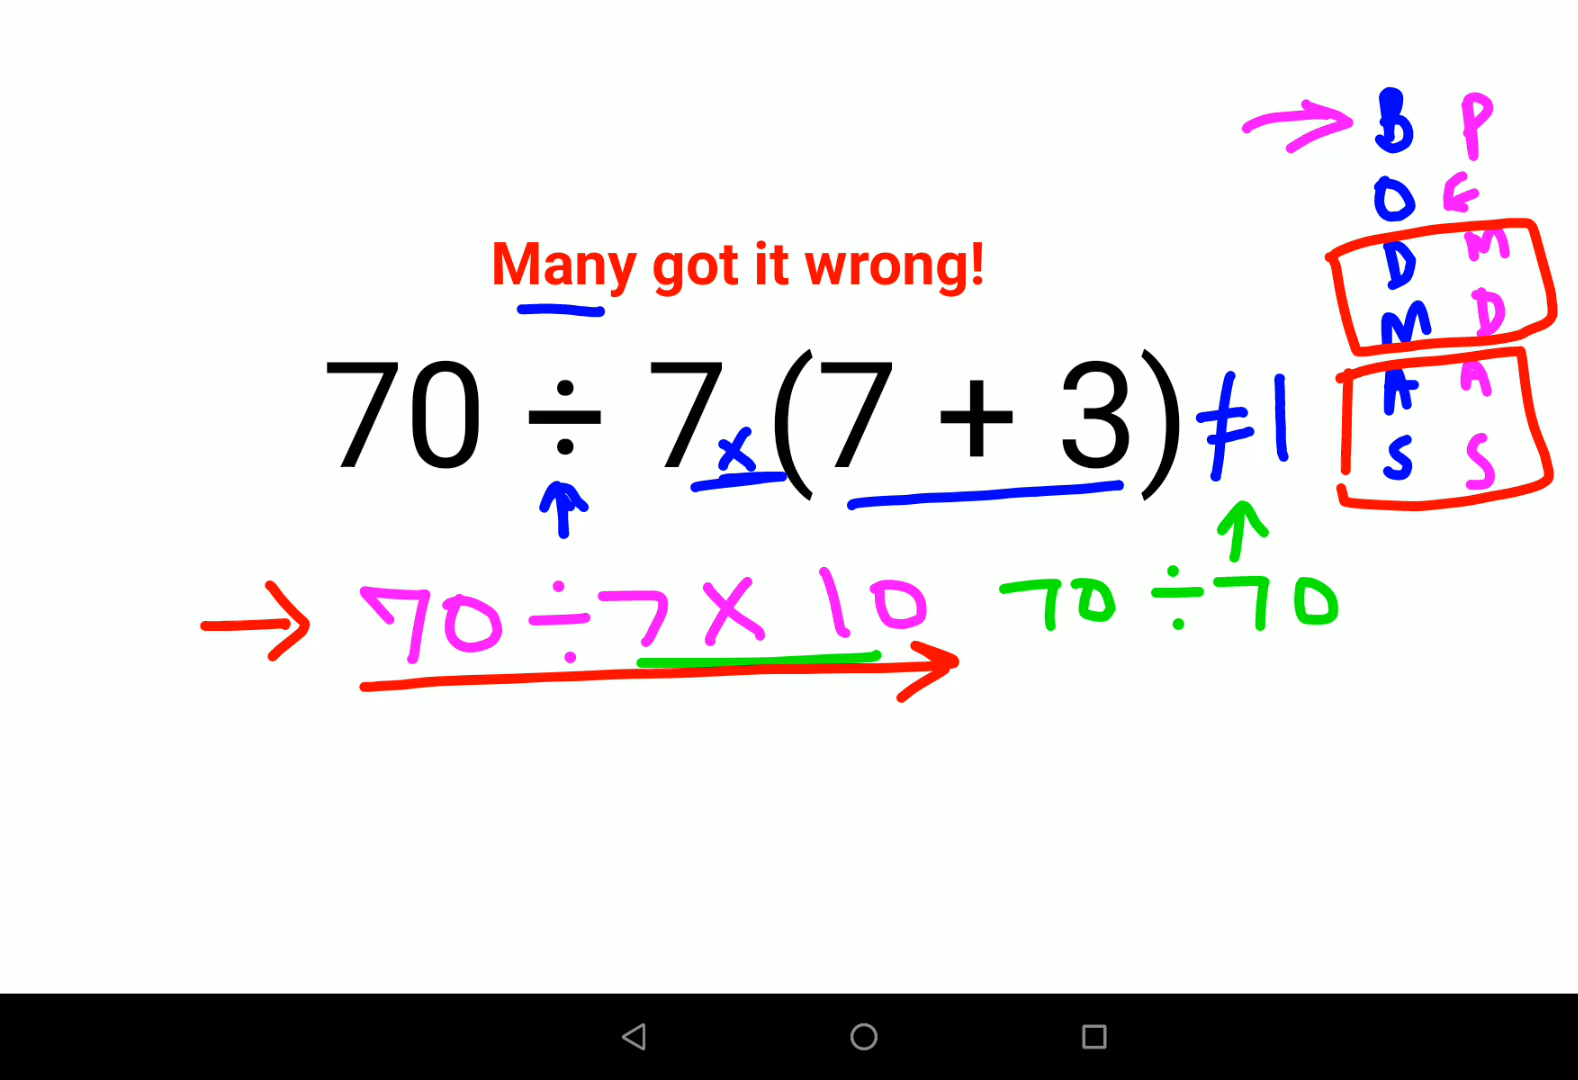 Many got it wrong!
70 ÷ 7 × (7 + 3) ≠ 1
70 ÷ 7 × 10 70 ÷ 70
B P
O E
D M
M D
A A
S S